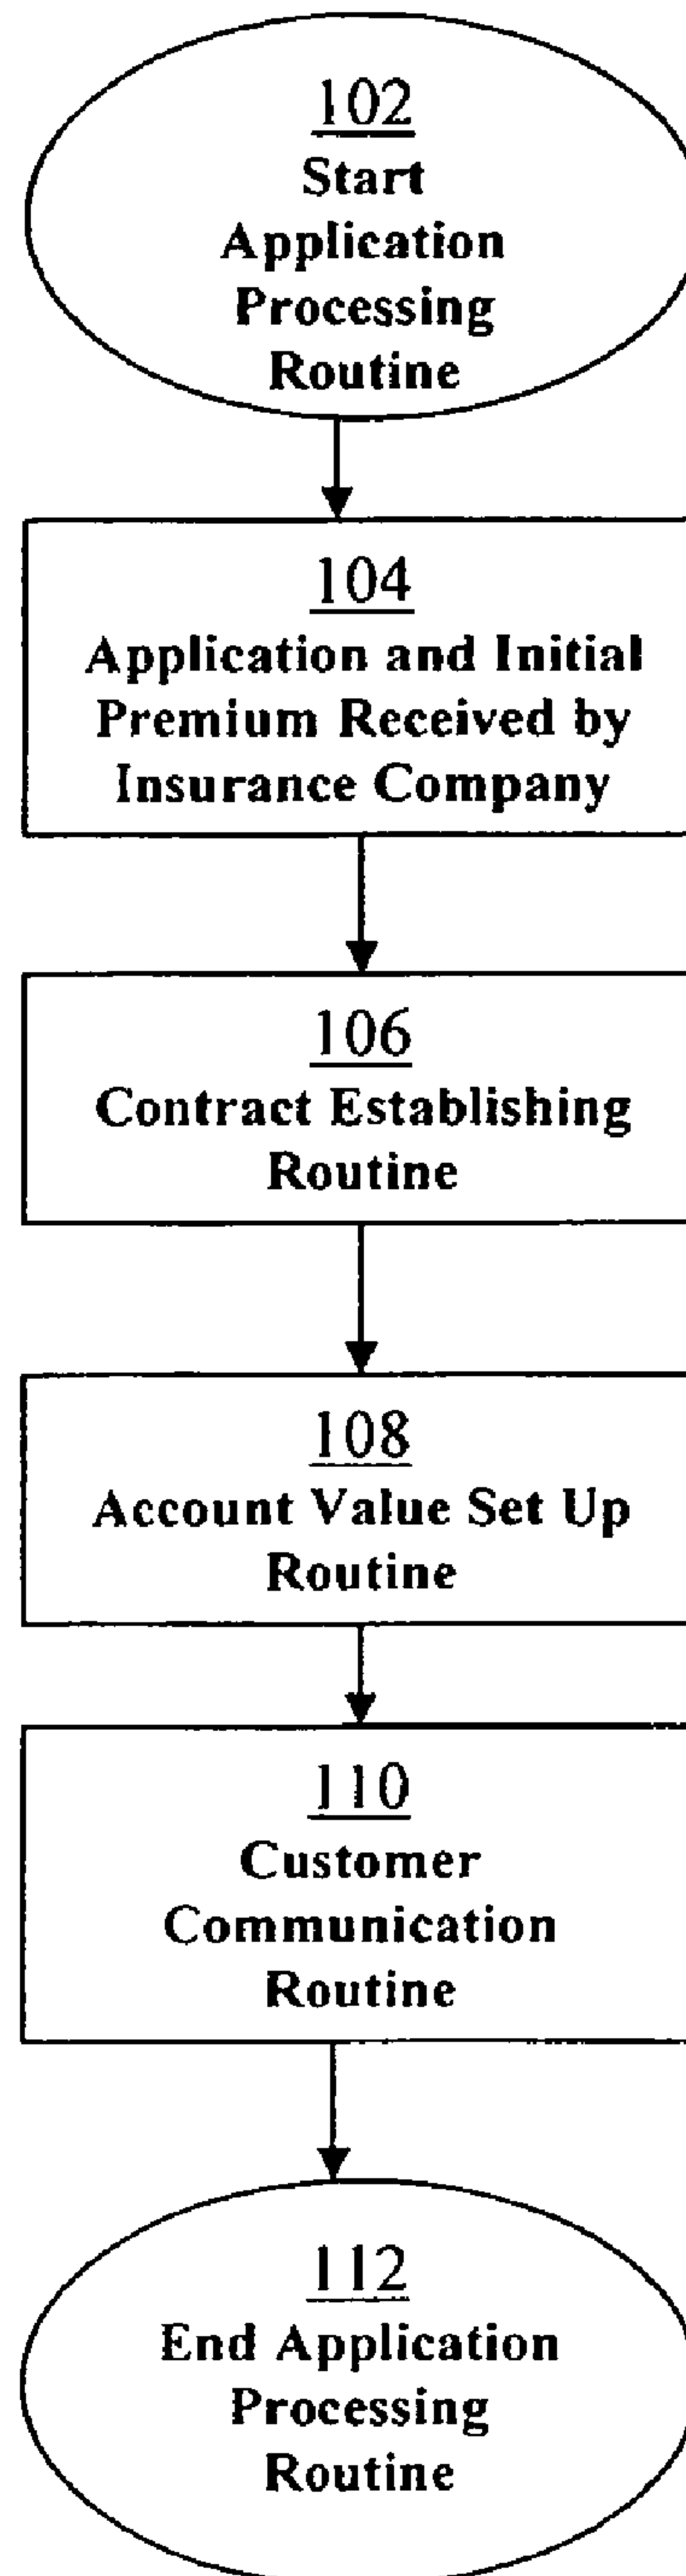 102
Start
Application
Processing
Routine
104
Application and Initial
Premium Received by
Insurance Company
106
Contract Establishing
Routine
108
Account Value Set Up
Routine
110
Customer
Communication
Routine
112
End Application
Processing
Routine